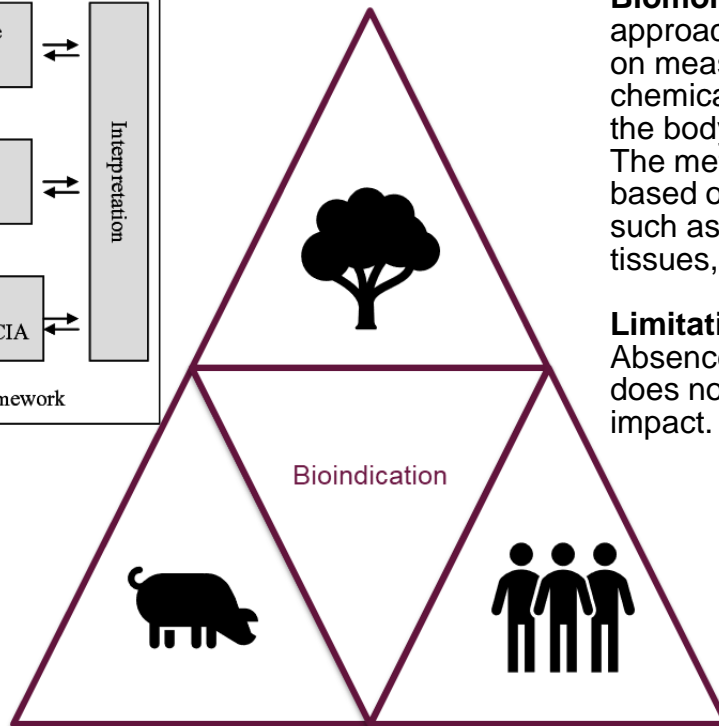 Interpretation
CIA
mework
approac
on meas
chemica
the body
The me
based o
such as
tissues,
Limitati
Absence
does no
impact.
Bioindication